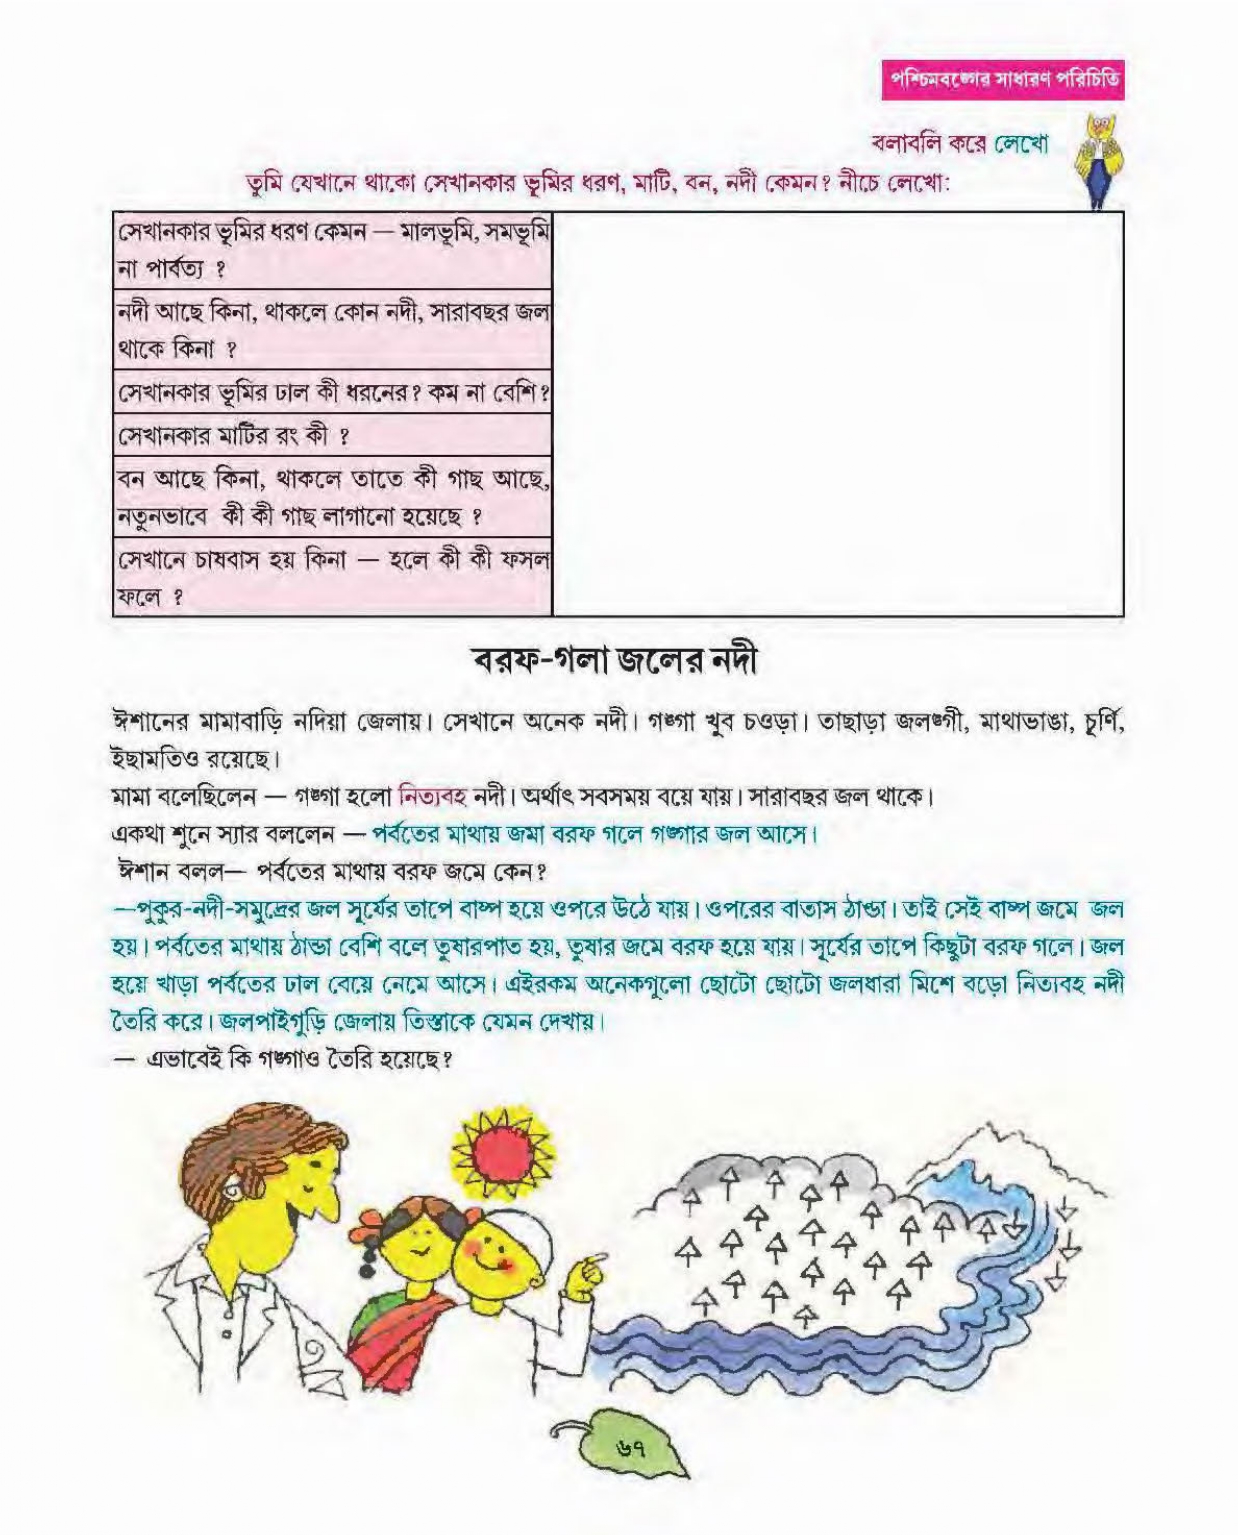 পশ্চিমবঙ্গের সাধারণ পরিচিতি
বলাবলি করে লেখো
তুমি যেখানে থাকো সেখানকার ভূমির ধরণ, মাটি, বন, নদী কেমন? নীচে লেখো:
সেখানকার ভূমির ধরণ কেমন — মালভূমি, সমভূমি
না পার্বত্য ?
নদী আছে কিনা, থাকলে কোন নদী, সারাবছর জল
থাকে কিনা ?
সেখানকার ভূমির ঢাল কী ধরনের? কম না বেশি?
সেখানকার মাটির রং কী ?
বন আছে কিনা, থাকলে তাতে কী গাছ আছে,
নতুনভাবে কী কী গাছ লাগানো হয়েছে ?
সেখানে চাষবাস হয় কিনা — হলে কী কী ফসল
ফলে ?
বরফ-গলা জলের নদী
ঈশানের মামাবাড়ি নদিয়া জেলায়। সেখানে অনেক নদী। গঙ্গা খুব চওড়া। তাছাড়া জলঙ্গী, মাথাভাঙা, চূর্ণি,
ইছামতিও রয়েছে।
মামা বলেছিলেন — গঙ্গা হলো নিত্যবহ নদী। অর্থাৎ সবসময় বয়ে যায়। সারাবছর জল থাকে।
একথা শুনে স্যার বললেন — পর্বতের মাথায় জমা বরফ গলে গঙ্গার জল আসে।
ঈশান বলল— পর্বতের মাথায় বরফ জমে কেন?
—পুকুর-নদী-সমুদ্রের জল সূর্যের তাপে বাষ্প হয়ে ওপরে উঠে যায়। ওপরের বাতাস ঠাণ্ডা। তাই সেই বাষ্প জমে জল
হয়। পর্বতের মাথায় ঠান্ডা বেশি বলে তুষারপাত হয়, তুষার জমে বরফ হয়ে যায়। সূর্যের তাপে কিছুটা বরফ গলে। জল
হয়ে খাড়া পর্বতের ঢাল বেয়ে নেমে আসে। এইরকম অনেকগুলো ছোটো ছোটো জলধারা মিশে বড়ো নিত্যবহ নদী
তৈরি করে। জলপাইগুড়ি জেলায় তিস্তাকে যেমন দেখায়।
— এভাবেই কি গঙ্গাও তৈরি হয়েছে?
৬৭